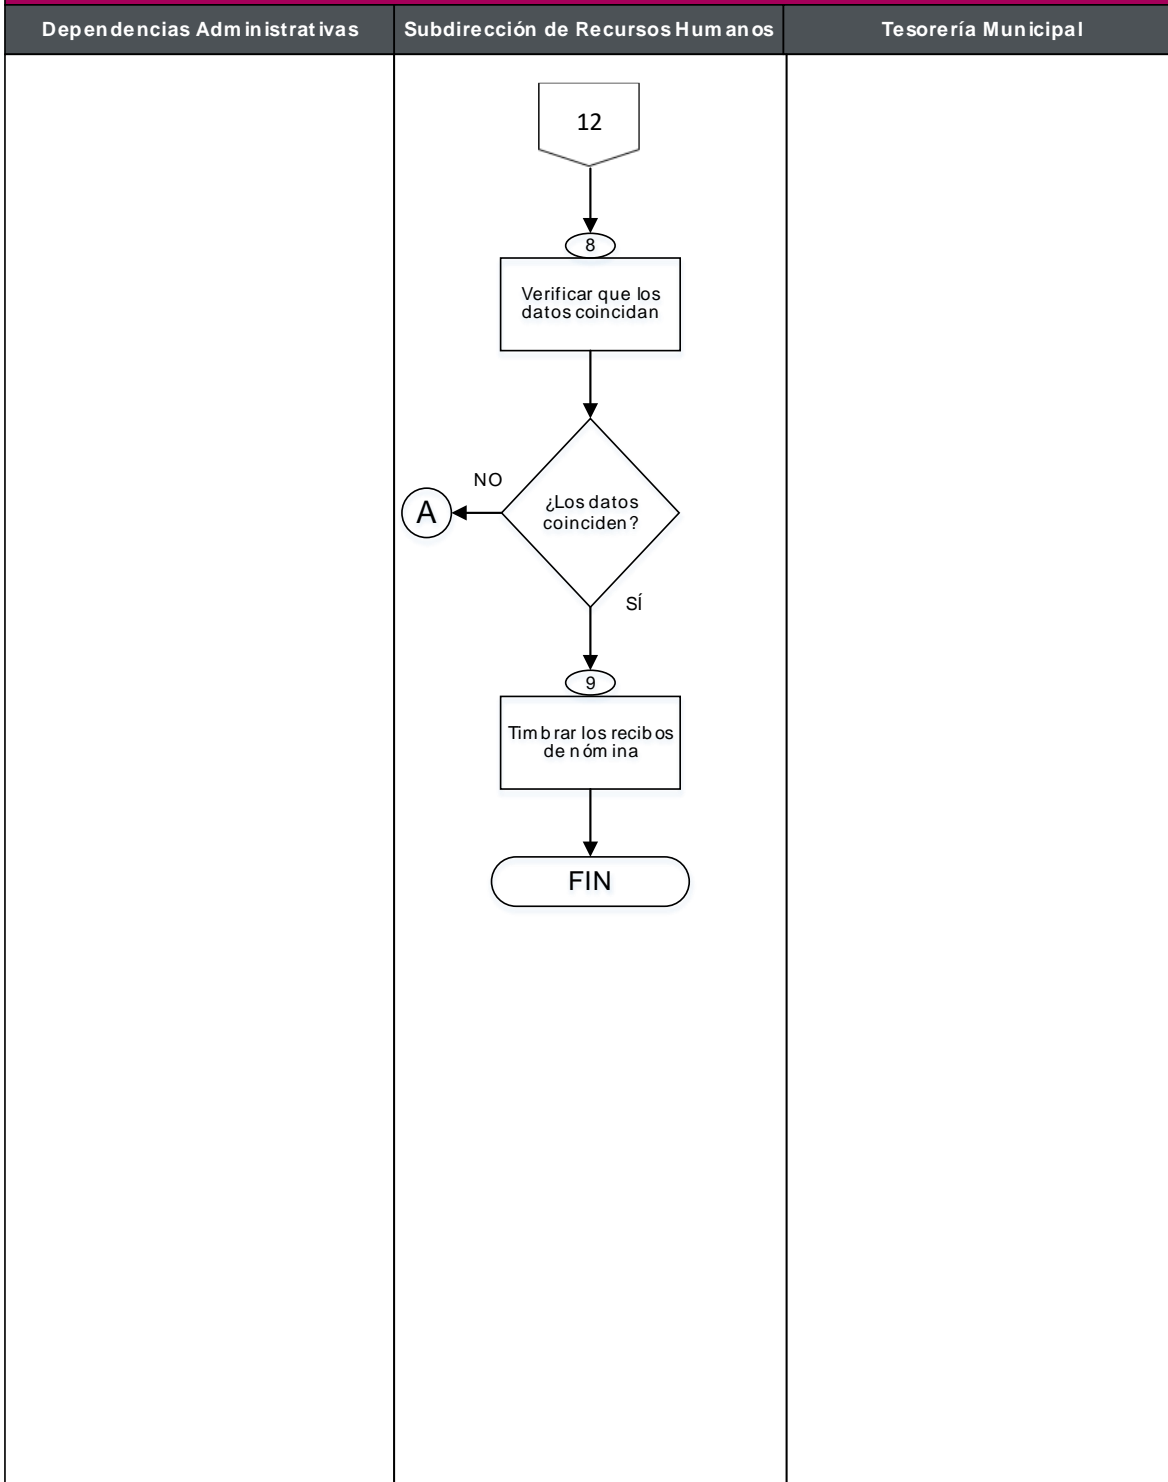 Dependencias Administrativas
Subdirección de Recursos Humanos
Tesorería Municipal
12
8
Verificar que los
datos coincidan
NO
A
¿Los datos
coinciden?
SÍ
9
Timbrar los recibos
de nómina
FIN